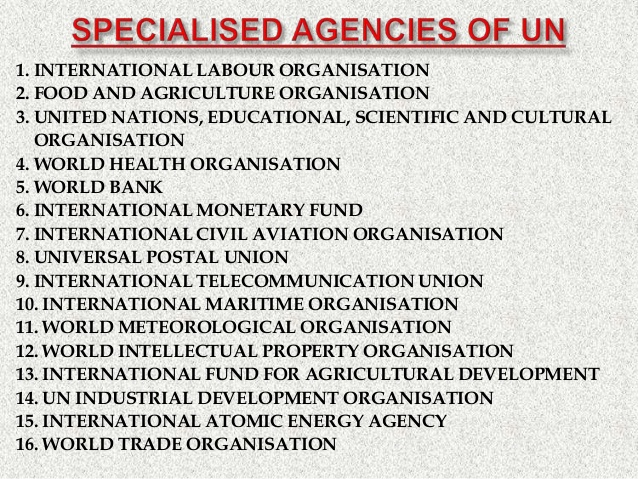 SPECIALISED AGENCIES OF UN
1. INTERNATIONAL LABOUR ORGANISATION
2. FOOD AND AGRICULTURE ORGANISATION
3. UNITED NATIONS, EDUCATIONAL, SCIENTIFIC AND CULTURAL
ORGANISATION
4. WORLD HEALTH ORGANISATION
5. WORLD BANK
6. INTERNATIONAL MONETARY FUND
7. INTERNATIONAL CIVIL AVIATION ORGANISATION
8. UNIVERSAL POSTAL UNION
9. INTERNATIONAL TELECOMMUNICATION UNION
10. INTERNATIONAL MARITIME ORGANISATION
11. WORLD METEOROLOGICAL ORGANISATION
12. WORLD INTELLECTUAL PROPERTY ORGANISATION
13. INTERNATIONAL FUND FOR AGRICULTURAL DEVELOPMENT
14. UN INDUSTRIAL DEVELOPMENT ORGANISATION
15. INTERNATIONAL ATOMIC ENERGY AGENCY
16. WORLD TRADE ORGANISATION